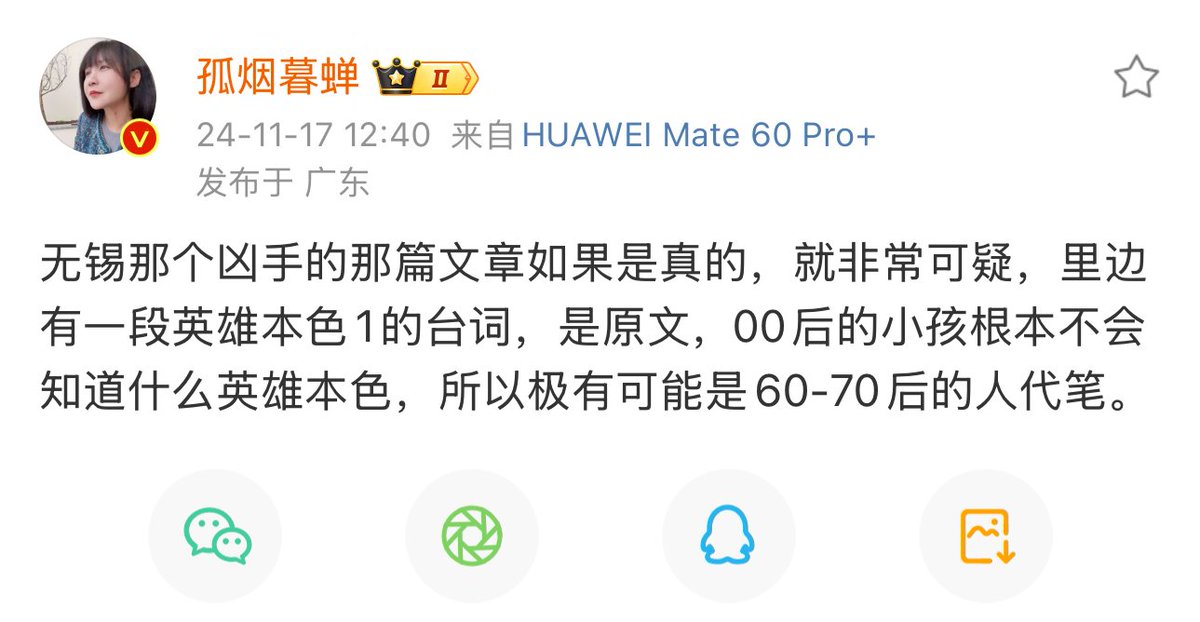 孤烟暮蝉 II
V
24-11-17 12:40 来自 HUAWEI Mate 60 Pro+
发布于 广东
无锡那个凶手的那篇文章如果是真的，就非常可疑，里边
有一段英雄本色1的台词，是原文，00后的小孩根本不会
知道什么英雄本色，所以极有可能是60-70后的人代笔。